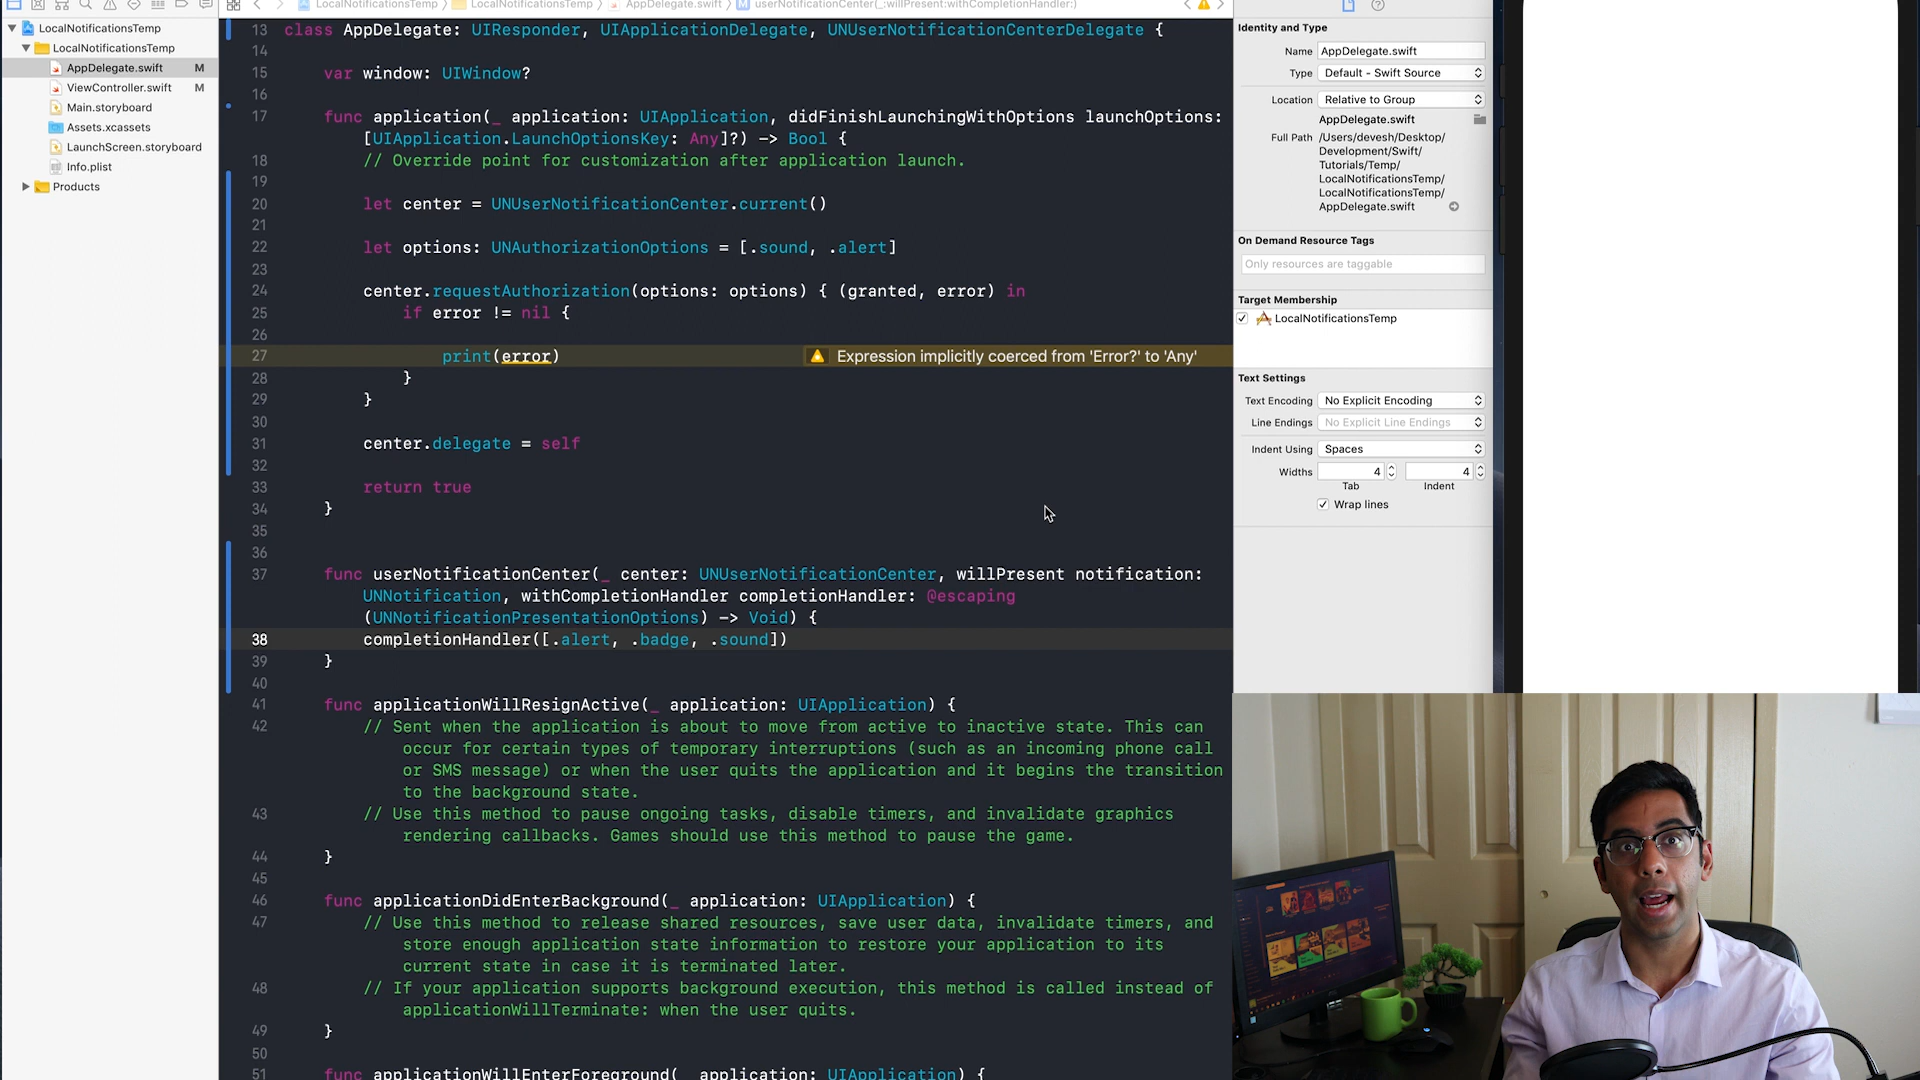 LocalNotificationsTemp
LocalNotificationsTemp
AppDelegate.swift M
ViewController.swift M
Main.storyboard
Assets.xcassets
LaunchScreen.storyboard
Info.plist
Products
LocalNotificationsTemp
LocalNotificationsTemp
AppDelegate.swift
M userNotificationCenter(_:willPresent:withCompletionHandler:)
13 class AppDelegate: UIResponder, UIApplicationDelegate, UNUserNotificationCenterDelegate {
14
15 var window: UIWindow?
16
17 func application(_ application: UIApplication, didFinishLaunchingWithOptions launchOptions:
[UIApplication.LaunchOptionsKey: Any]?) -> Bool {
18 // Override point for customization after application launch.
19
20 let center = UNUserNotificationCenter.current()
21
22 let options: UNAuthorizationOptions = [.sound, .alert]
23
24 center.requestAuthorization(options: options) { (granted, error) in
25 if error != nil {
26
27 print(error) Expression implicitly coerced from 'Error?' to 'Any'
28 }
29 }
30
31 center.delegate = self
32
33 return true
34 }
35
36
37 func userNotificationCenter(_ center: UNUserNotificationCenter, willPresent notification:
UNNotification, withCompletionHandler completionHandler: @escaping
(UNNotificationPresentationOptions) -> Void) {
38 completionHandler([.alert, .badge, .sound])
39 }
40
41 func applicationWillResignActive(_ application: UIApplication) {
42 // Sent when the application is about to move from active to inactive state. This can
occur for certain types of temporary interruptions (such as an incoming phone call
or SMS message) or when the user quits the application and it begins the transition
to the background state.
43 // Use this method to pause ongoing tasks, disable timers, and invalidate graphics
rendering callbacks. Games should use this method to pause the game.
44 }
45
46 func applicationDidEnterBackground(_ application: UIApplication) {
47 // Use this method to release shared resources, save user data, invalidate timers, and
store enough application state information to restore your application to its
current state in case it is terminated later.
48 // If your application supports background execution, this method is called instead of
applicationWillTerminate: when the user quits.
49 }
50
51 func applicationWillEnterForeground(_ application: UIApplication) {
Identity and Type
Name AppDelegate.swift
Type Default - Swift Source
Location Relative to Group
AppDelegate.swift
Full Path /Users/devesh/Desktop/
Development/Swift/
Tutorials/Temp/
LocalNotificationsTemp/
LocalNotificationsTemp/
AppDelegate.swift
On Demand Resource Tags
Only resources are taggable
Target Membership
LocalNotificationsTemp
Text Settings
Text Encoding No Explicit Encoding
Line Endings No Explicit Line Endings
Indent Using Spaces
Widths 4 4
Tab Indent
Wrap lines